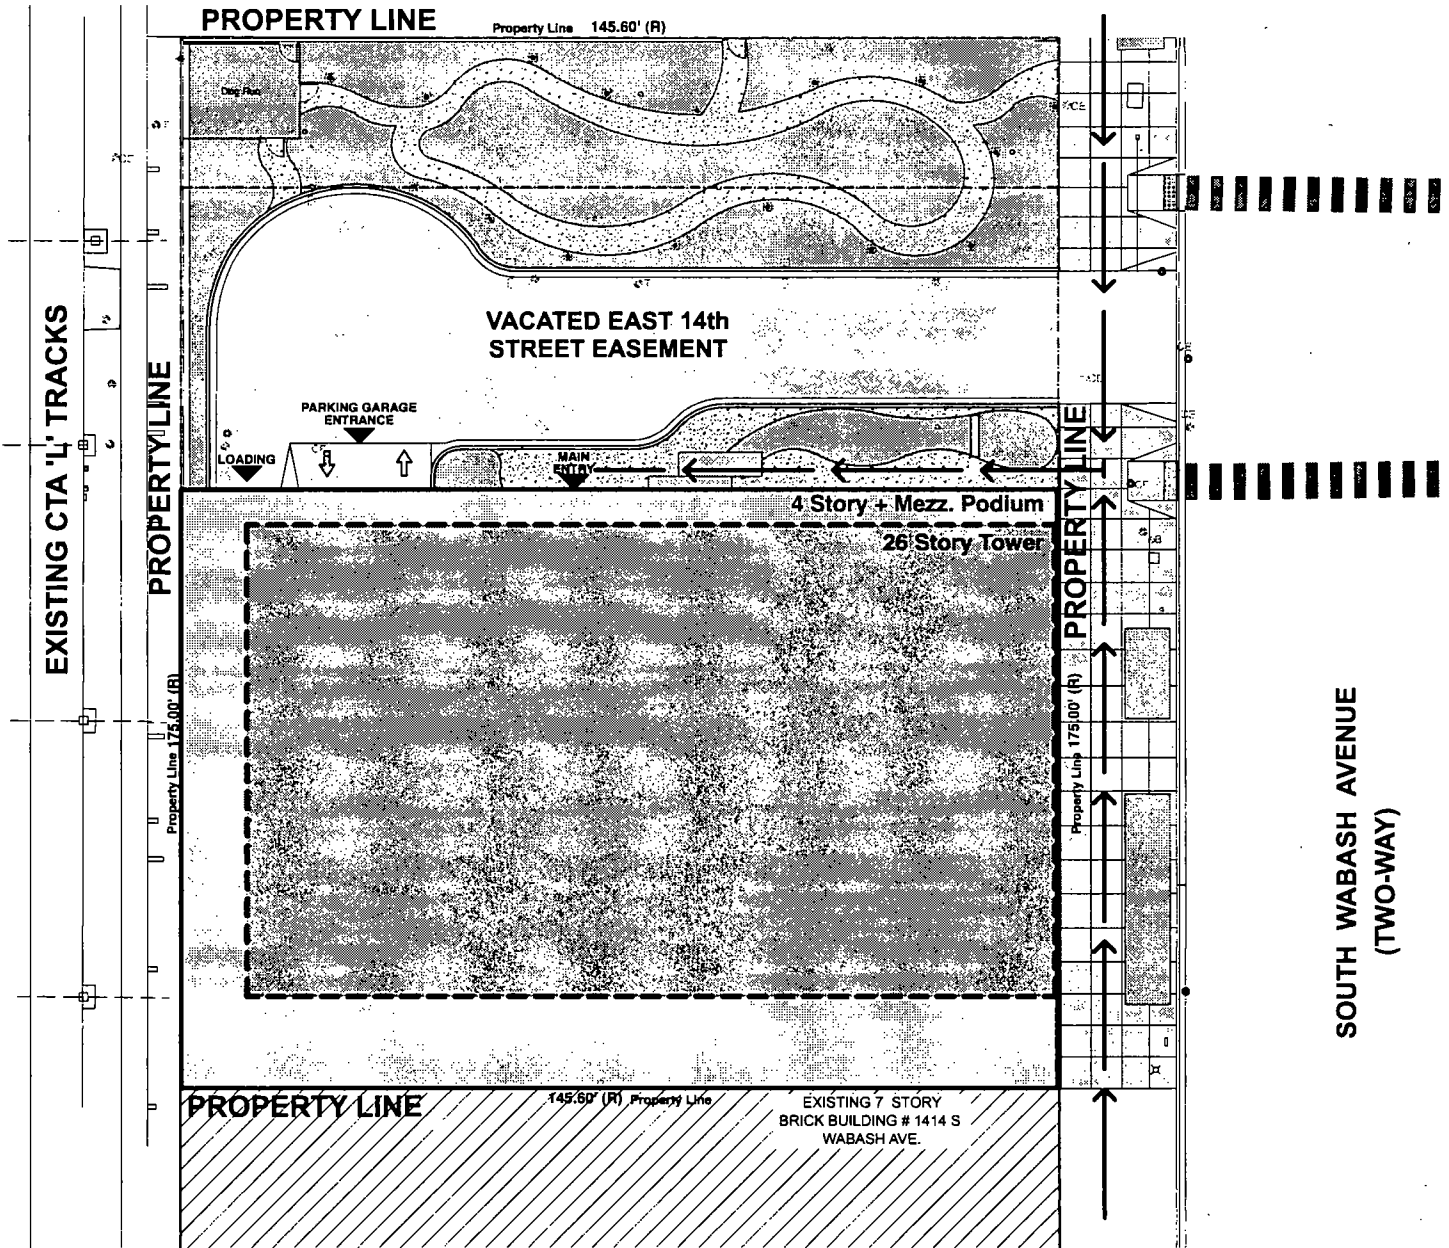 PROPERTY LINE
Property Line 145.60' (R)
Dog Run
VACATED EAST 14th
STREET EASEMENT
EXISTING CTA 'L' TRACKS
PROPERTY LINE
PARKING GARAGE
ENTRANCE
LOADING
MAIN
ENTRY
PROPERTY LINE
4 Story + Mezz. Podium
26 Story Tower
Property Line 175.00' (R)
Property Line 175.00' (R)
SOUTH WABASH AVENUE
(TWO-WAY)
PROPERTY LINE
145.60' (R) Property Line
EXISTING 7 STORY
BRICK BUILDING # 1414 S
WABASH AVE.